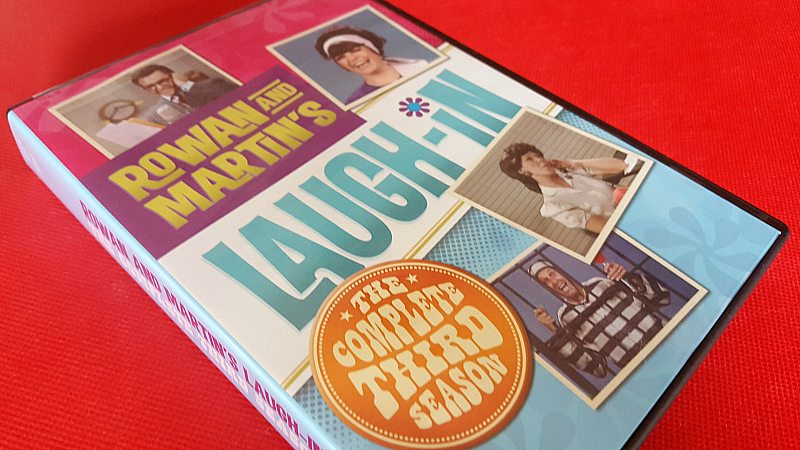 ROWAN AND
MARTIN'S
LAUGH-IN
THE
COMPLETE
THIRD
SEASON
ROWAN AND MARTIN'S LAUGH-IN